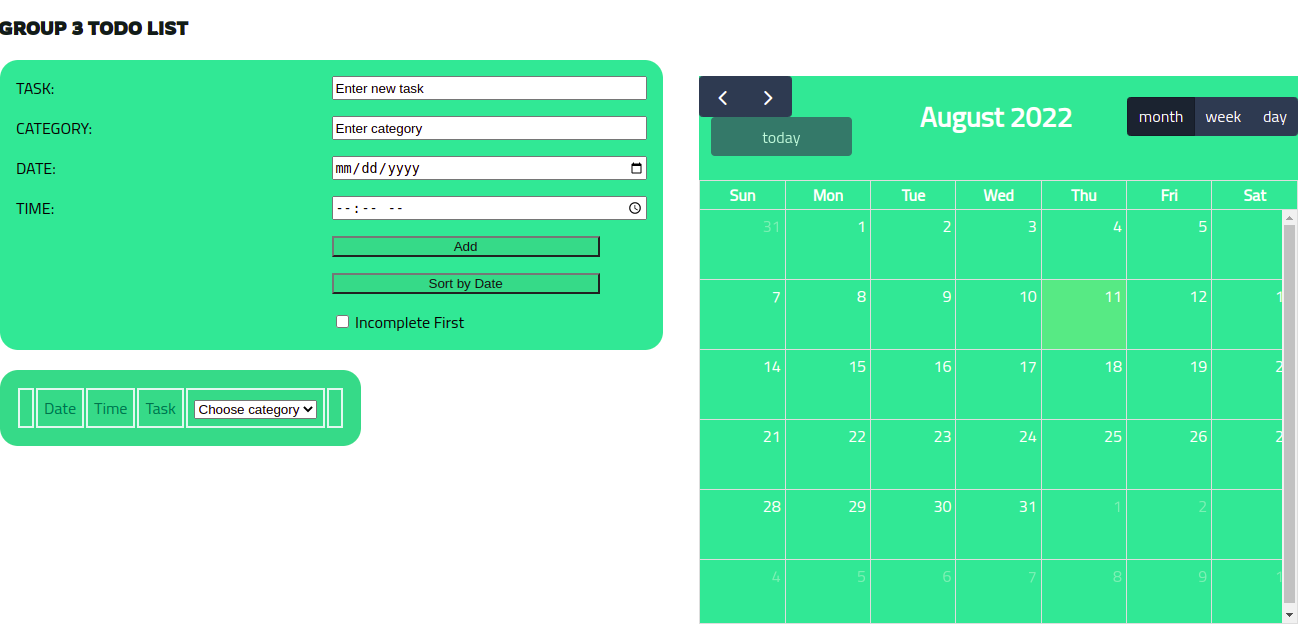 GROUP 3 TODO LIST
TASK: Enter new task
CATEGORY: Enter category
DATE: mm/dd/yyyy
TIME: --:-- --
Add
Sort by Date
Incomplete First
Date Time Task Choose category
August 2022
month week day
today
Sun Mon Tue Wed Thu Fri Sat
31 1 2 3 4 5
7 8 9 10 11 12
14 15 16 17 18 19
21 22 23 24 25 26
28 29 30 31 1 2
4 5 6 7 8 9